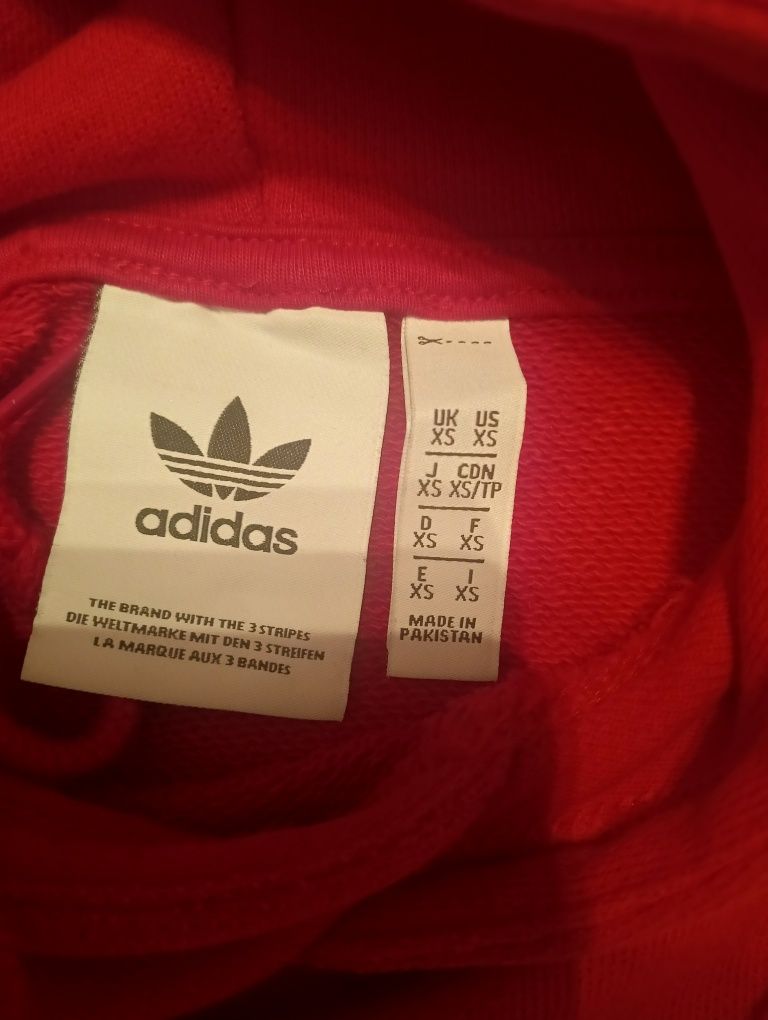 adidas
THE BRAND WITH THE 3 STRIPES
DIE WELTMARKE MIT DEN 3 STREIFEN
LA MARQUE AUX 3 BANDES
UK US
XS XS
J CDN
XS XS/TP
D F
XS XS
E I
XS XS
MADE IN
PAKISTAN